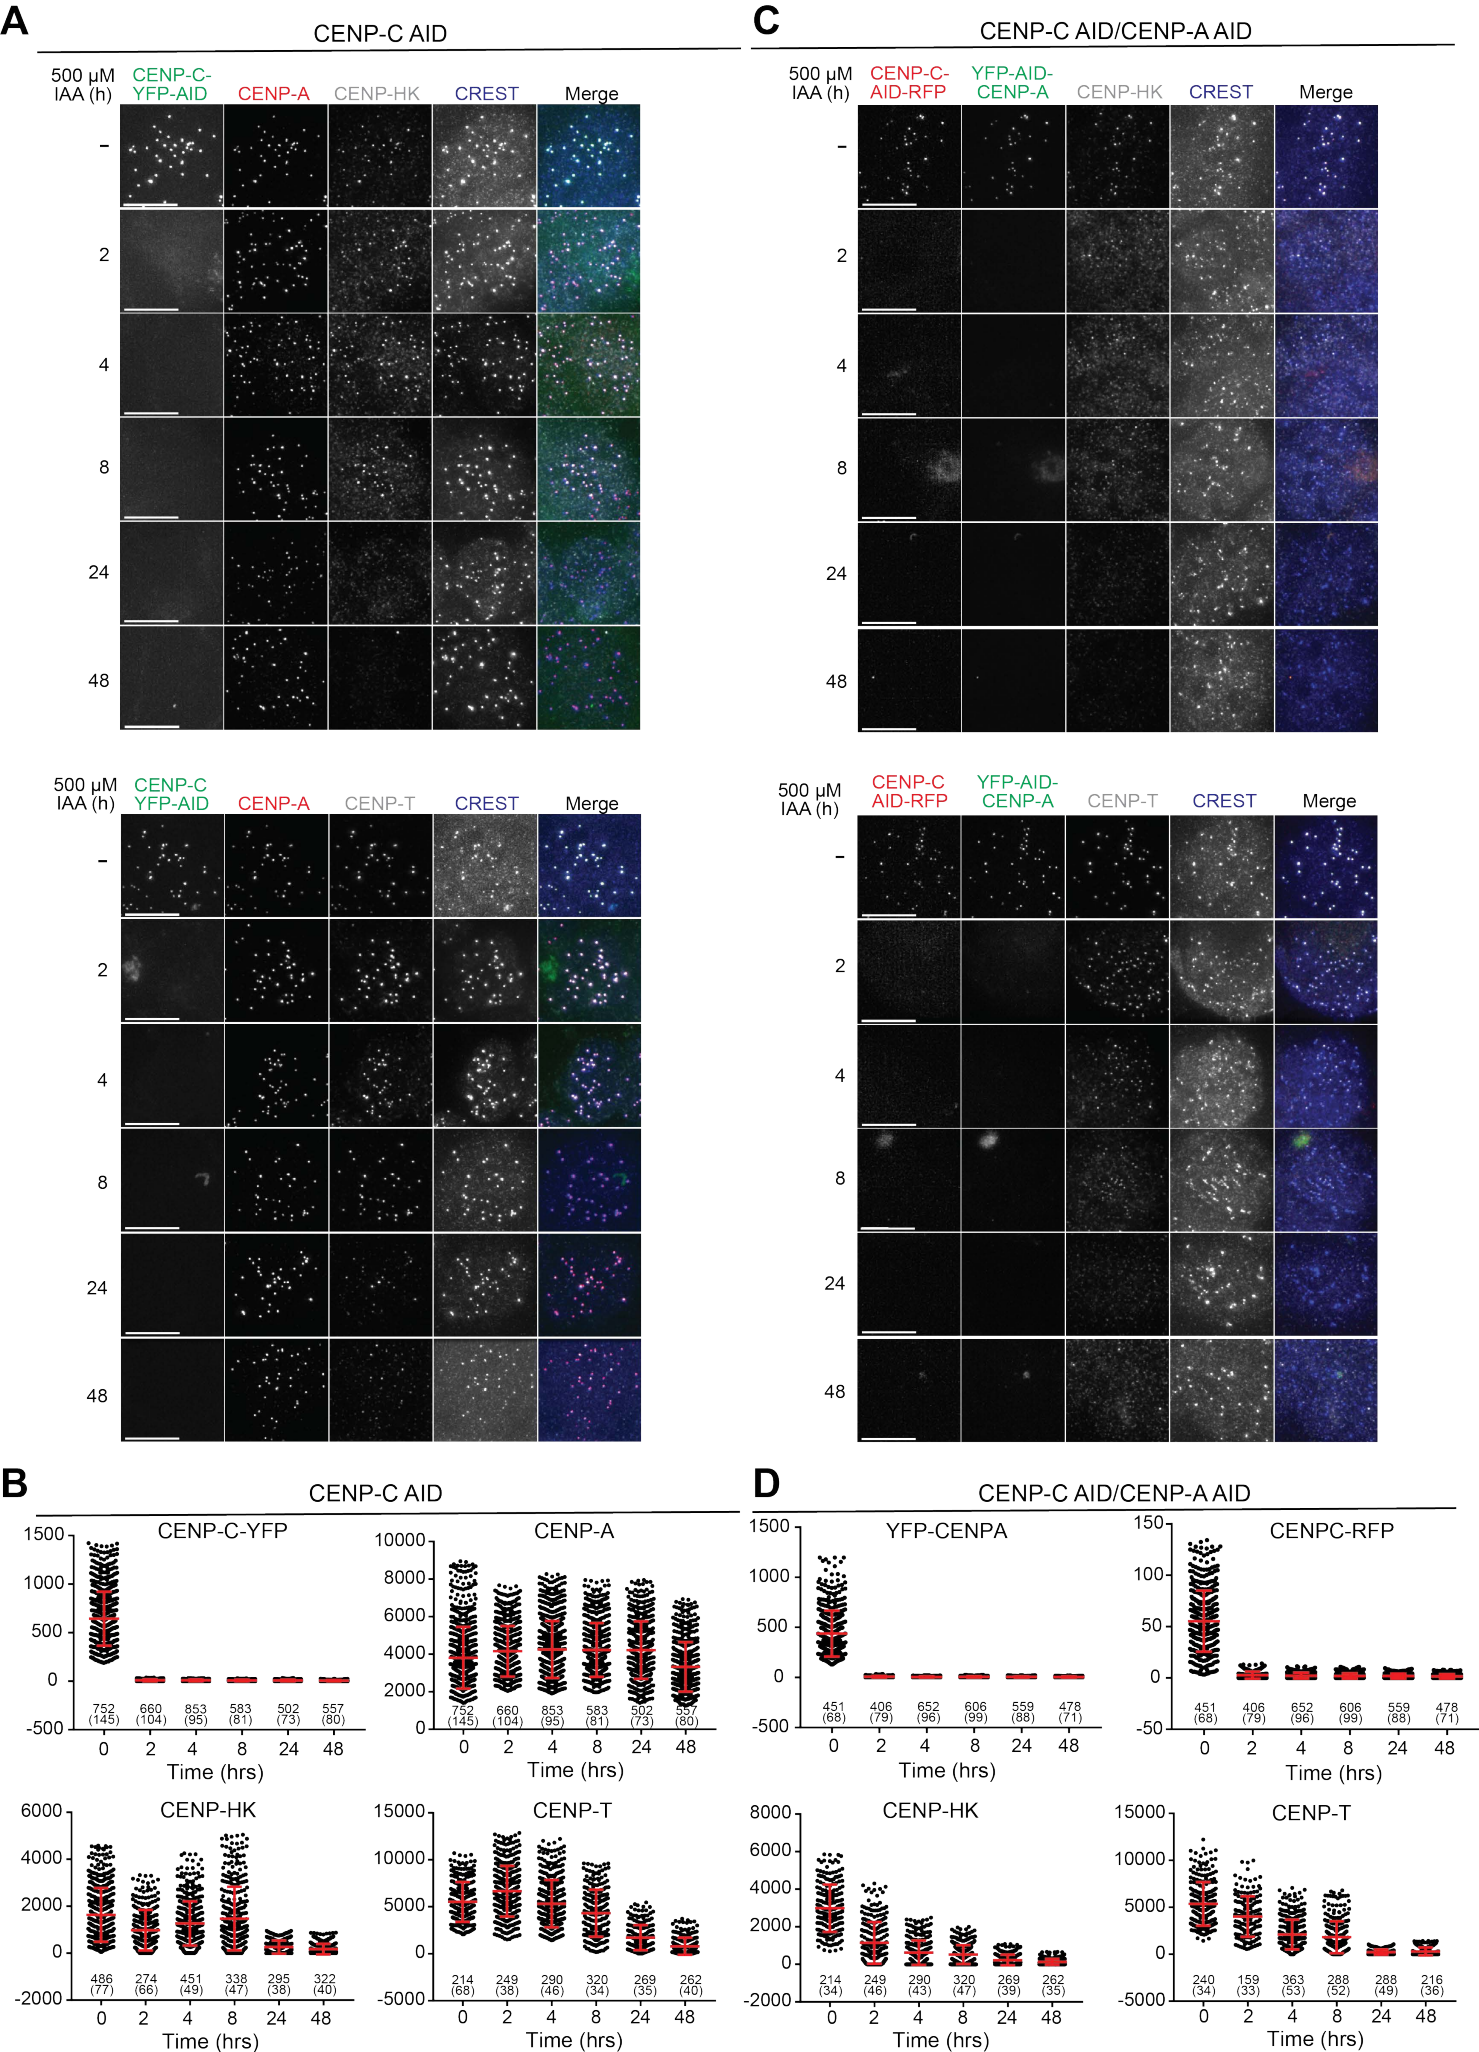 A
CENP-C AID
500 µM
IAA (h)
CENP-C-
YFP-AID
CENP-A
CENP-HK
CREST
Merge
–
2
4
8
24
48
500 µM
IAA (h)
CENP-C
YFP-AID
CENP-A
CENP-T
CREST
Merge
–
2
4
8
24
48
C
CENP-C AID/CENP-A AID
500 µM
IAA (h)
CENP-C-
AID-RFP
YFP-AID-
CENP-A
CENP-HK
CREST
Merge
–
2
4
8
24
48
500 µM
IAA (h)
CENP-C
AID-RFP
YFP-AID-
CENP-A
CENP-T
CREST
Merge
–
2
4
8
24
48
B
CENP-C AID
CENP-C-YFP
1500
1000
500
0
-500
752 660 853 583 502 557
(145) (104) (95) (81) (73) (80)
0 2 4 8 24 48
Time (hrs)
CENP-A
10000
8000
6000
4000
2000
0
752 660 853 583 502 557
(145) (104) (95) (81) (73) (80)
0 2 4 8 24 48
Time (hrs)
CENP-HK
6000
4000
2000
0
-2000
486 274 451 338 295 322
(77) (66) (49) (47) (38) (40)
0 2 4 8 24 48
Time (hrs)
CENP-T
15000
10000
5000
0
-5000
214 249 290 320 269 262
(68) (38) (46) (34) (35) (40)
0 2 4 8 24 48
Time (hrs)
D
CENP-C AID/CENP-A AID
YFP-CENPA
1500
1000
500
0
-500
451 406 652 606 559 478
(68) (79) (96) (99) (88) (71)
0 2 4 8 24 48
Time (hrs)
CENPC-RFP
150
100
50
0
-50
451 406 652 606 559 478
(68) (79) (96) (99) (88) (71)
0 2 4 8 24 48
Time (hrs)
CENP-HK
8000
6000
4000
2000
0
-2000
214 249 290 320 269 262
(34) (46) (43) (47) (39) (35)
0 2 4 8 24 48
Time (hrs)
CENP-T
15000
10000
5000
0
-5000
240 159 363 288 288 216
(34) (33) (53) (52) (49) (36)
0 2 4 8 24 48
Time (hrs)